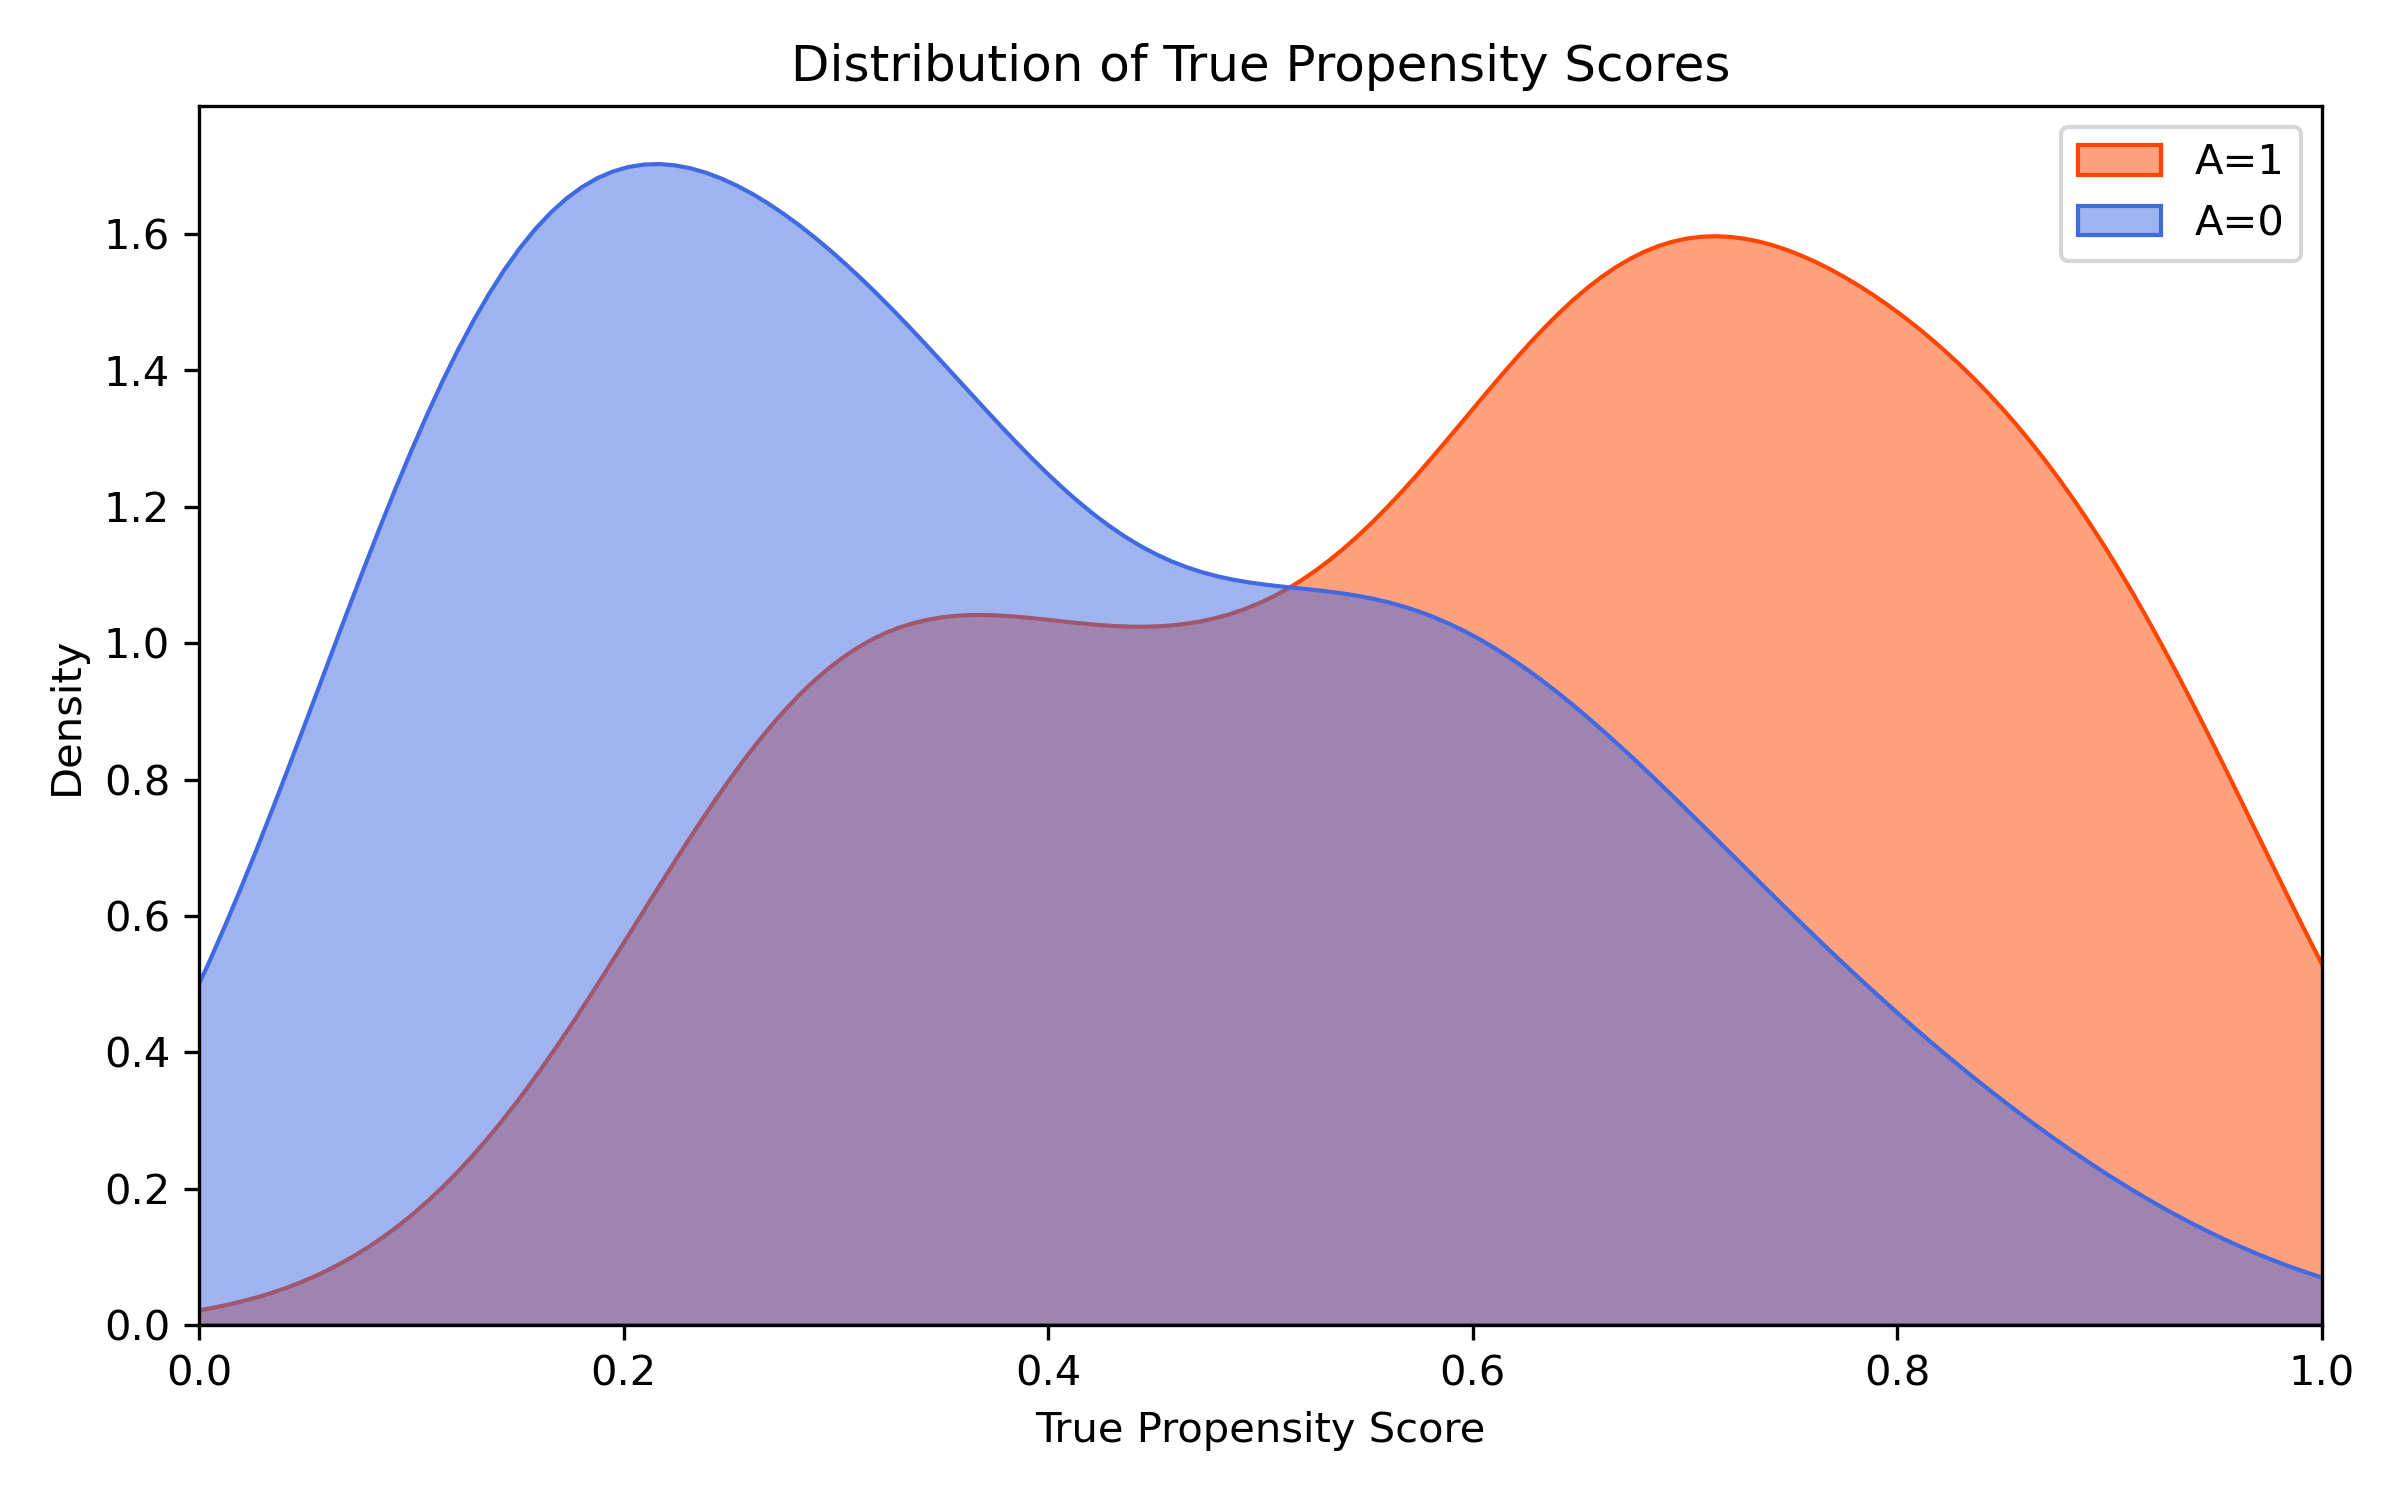 Distribution of True Propensity Scores
A=1
A=0
Density
1.6
1.4
1.2
1.0
0.8
0.6
0.4
0.2
0.0
0.0 0.2 0.4 0.6 0.8 1.0
True Propensity Score